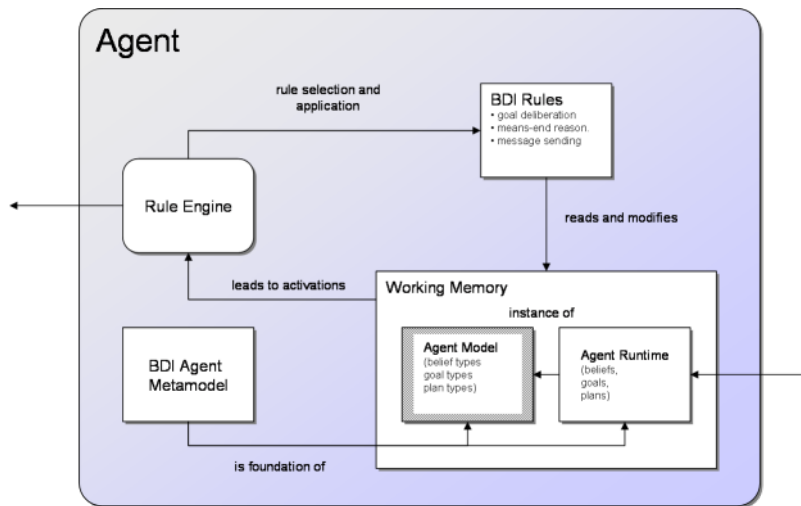 Agent
rule selection and
application
BDI Rules
• goal deliberation
• means-end reason.
• message sending
Rule Engine
reads and modifies
leads to activations
Working Memory
instance of
Agent Model
(belief types
goal types
plan types)
Agent Runtime
(beliefs,
goals,
plans)
BDI Agent
Metamodel
is foundation of